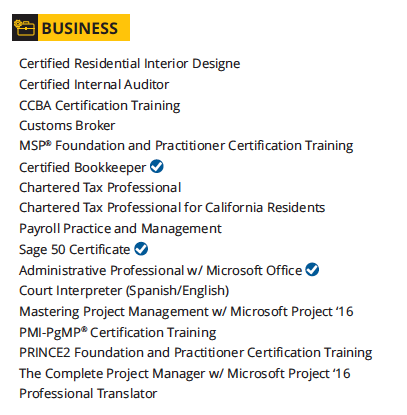 BUSINESS
Certified Residential Interior Designe
Certified Internal Auditor
CCBA Certification Training
Customs Broker
MSP® Foundation and Practitioner Certification Training
Certified Bookkeeper
Chartered Tax Professional
Chartered Tax Professional for California Residents
Payroll Practice and Management
Sage 50 Certificate
Administrative Professional w/ Microsoft Office
Court Interpreter (Spanish/English)
Mastering Project Management w/ Microsoft Project ‘16
PMI-PgMP® Certification Training
PRINCE2 Foundation and Practitioner Certification Training
The Complete Project Manager w/ Microsoft Project ‘16
Professional Translator